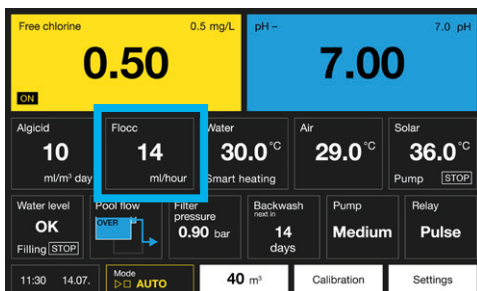 Free chlorine 0.5 mg/L
0.50
ON
pH – 7.0 pH
7.00
Algicid
10
ml/m³ day
Flocc
14
ml/hour
Water
30.0 °C
Smart heating
Air
29.0 °C
Solar
36.0 °C
Pump STOP
Water level
OK
Filling STOP
Pool flow
OVER
Filter
pressure
0.90 bar
Backwash
next in
14
days
Pump
Medium
Relay
Pulse
11:30 14.07.
Mode
AUTO
40 m³
Calibration
Settings